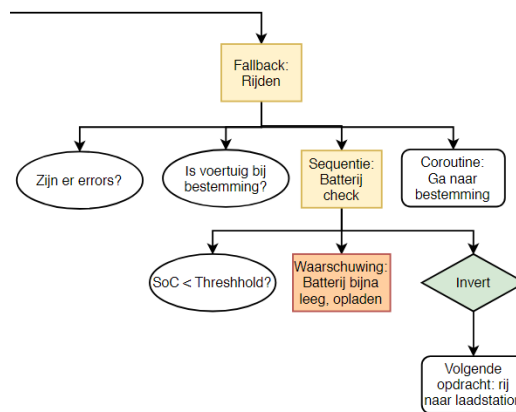 Fallback:
Rijden
Zijn er errors?
Is voertuig bij
bestemming?
Sequentie:
Batterij
check
Coroutine:
Ga naar
bestemming
SoC < Threshhold?
Waarschuwing:
Batterij bijna
leeg, opladen
Invert
Volgende
opdracht: rij
naar laadstation